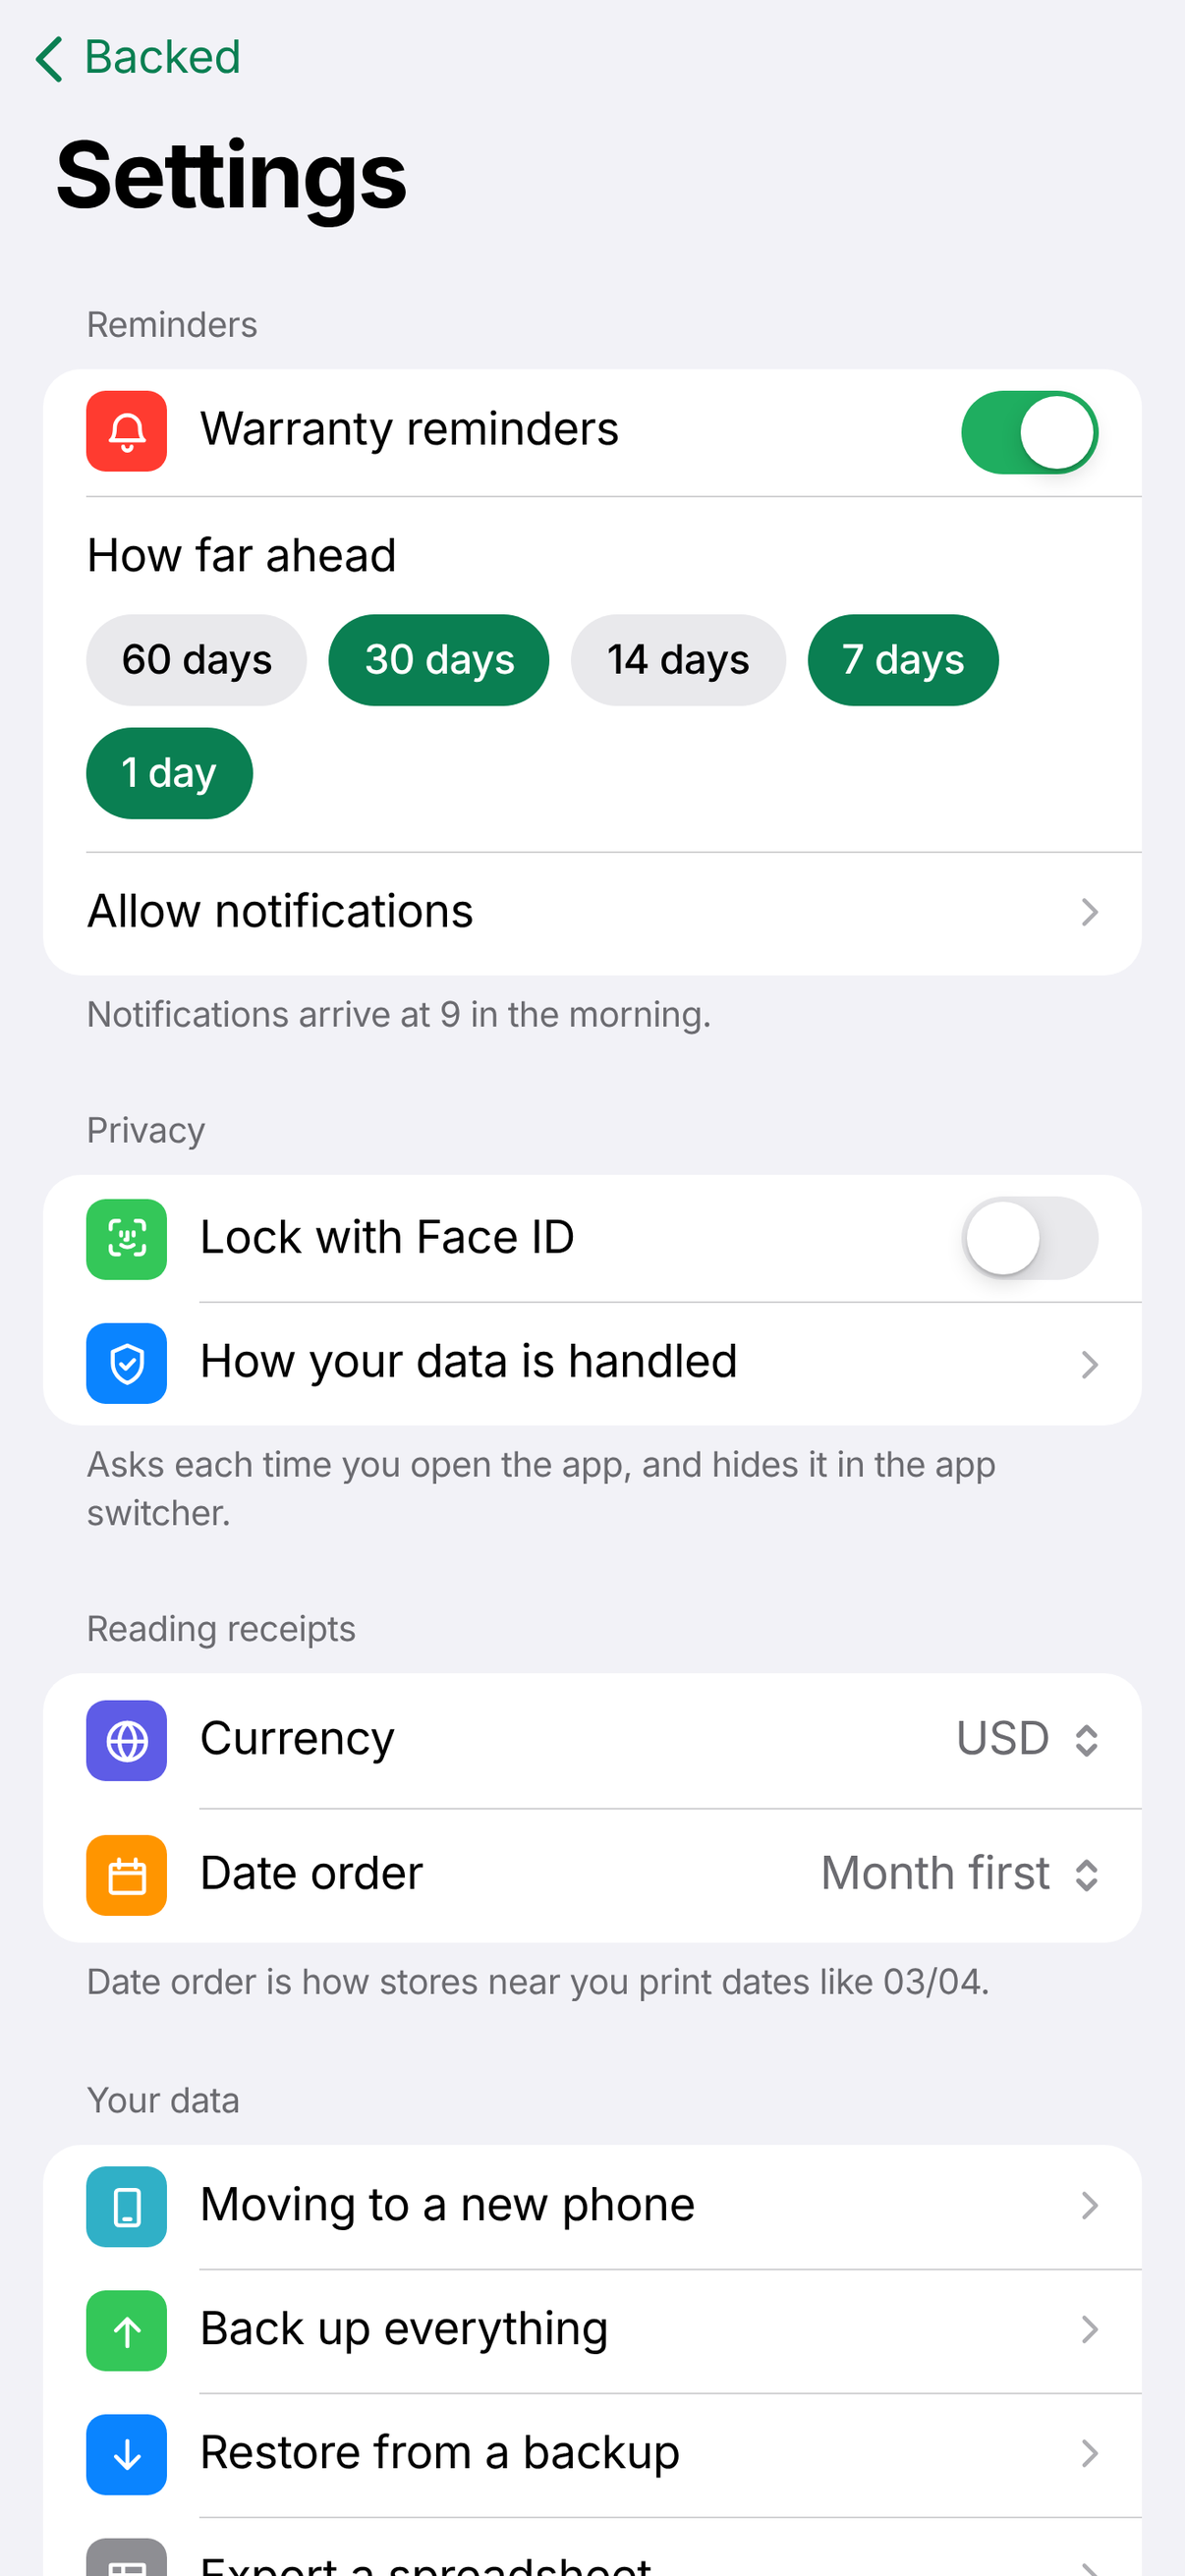 Backed
Settings
Reminders
Warranty reminders
How far ahead
60 days 30 days 14 days 7 days
1 day
Allow notifications
Notifications arrive at 9 in the morning.
Privacy
Lock with Face ID
How your data is handled
Asks each time you open the app, and hides it in the app
switcher.
Reading receipts
Currency USD
Date order Month first
Date order is how stores near you print dates like 03/04.
Your data
Moving to a new phone
Back up everything
Restore from a backup
Export a spreadsheet